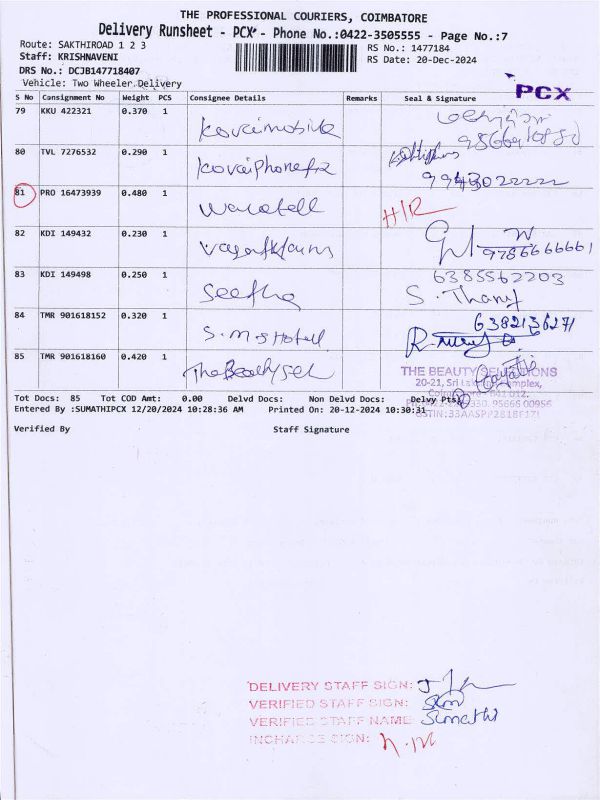 THE PROFESSIONAL COURIERS, COIMBATORE
Delivery Runsheet - PCX - Phone No.:0422-3505555 - Page No.:7
Route: SAKTHIROAD 1 2 3
RS No.: 1477184
Staff: KRISHNAVENI
RS Date: 20-Dec-2024
DRS No.: DCJB147718407
Vehicle: Two Wheeler Delivery
PCX
S No Consignment No Weight PCS Consignee Details Remarks Seal & Signature
79 KKU 422321 0.370 1 Kovaimobile
80 TVL 7276532 0.290 1 9943022222
81 PRO 16473939 0.480 1 H/R
82 KDI 149432 0.230 1 9786666661
83 KDI 149498 0.250 1 Seetha S. 6385562203
84 TMR 901618152 0.320 1 S.M.S Hotel 6382136271
85 TMR 901618160 0.420 1 The Beauty
THE BEAUTY SOLUTIONS
20-21, Sri Complex,
95666 00956
Tot Docs: 85 Tot COD Amt: 0.00 Delvd Docs: Non Delvd Docs: Delvy Pts:
Entered By :SUMATHIPCX 12/20/2024 10:28:36 AM Printed On: 20-12-2024 10:30:31
Verified By Staff Signature
DELIVERY STAFF SIGN:
VERIFIED STAFF SIGN:
VERIFIED STAFF NAME Sumathi
INCHARGE SIGN: